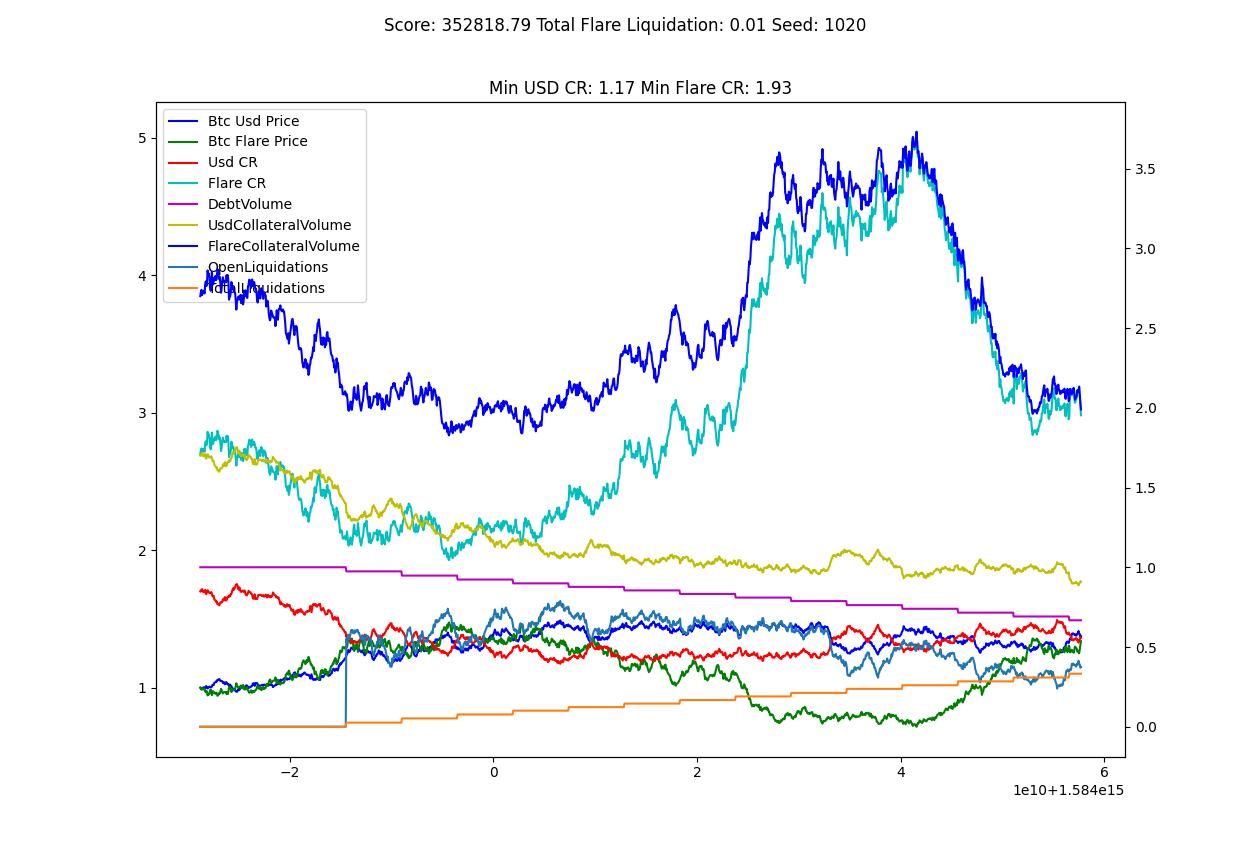 Score: 352818.79 Total Flare Liquidation: 0.01 Seed: 1020
Min USD CR: 1.17 Min Flare CR: 1.93
Btc Usd Price
Btc Flare Price
Usd CR
Flare CR
DebtVolume
UsdCollateralVolume
FlareCollateralVolume
OpenLiquidations
TotalLiquidations
5
4
3
2
1
3.5
3.0
2.5
2.0
1.5
1.0
0.5
0.0
−2
0
2
4
6
1e10+1.584e15